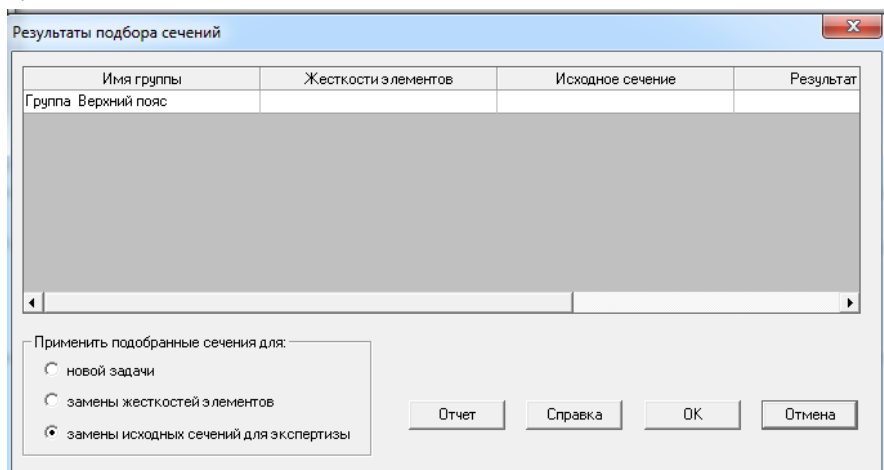 Результаты подбора сечений
Имя группы Жесткости элементов Исходное сечение Результат
Группа Верхний пояс
Применить подобранные сечения для:
новой задачи
замены жесткостей элементов
замены исходных сечений для экспертизы
Отчет Справка OK Отмена